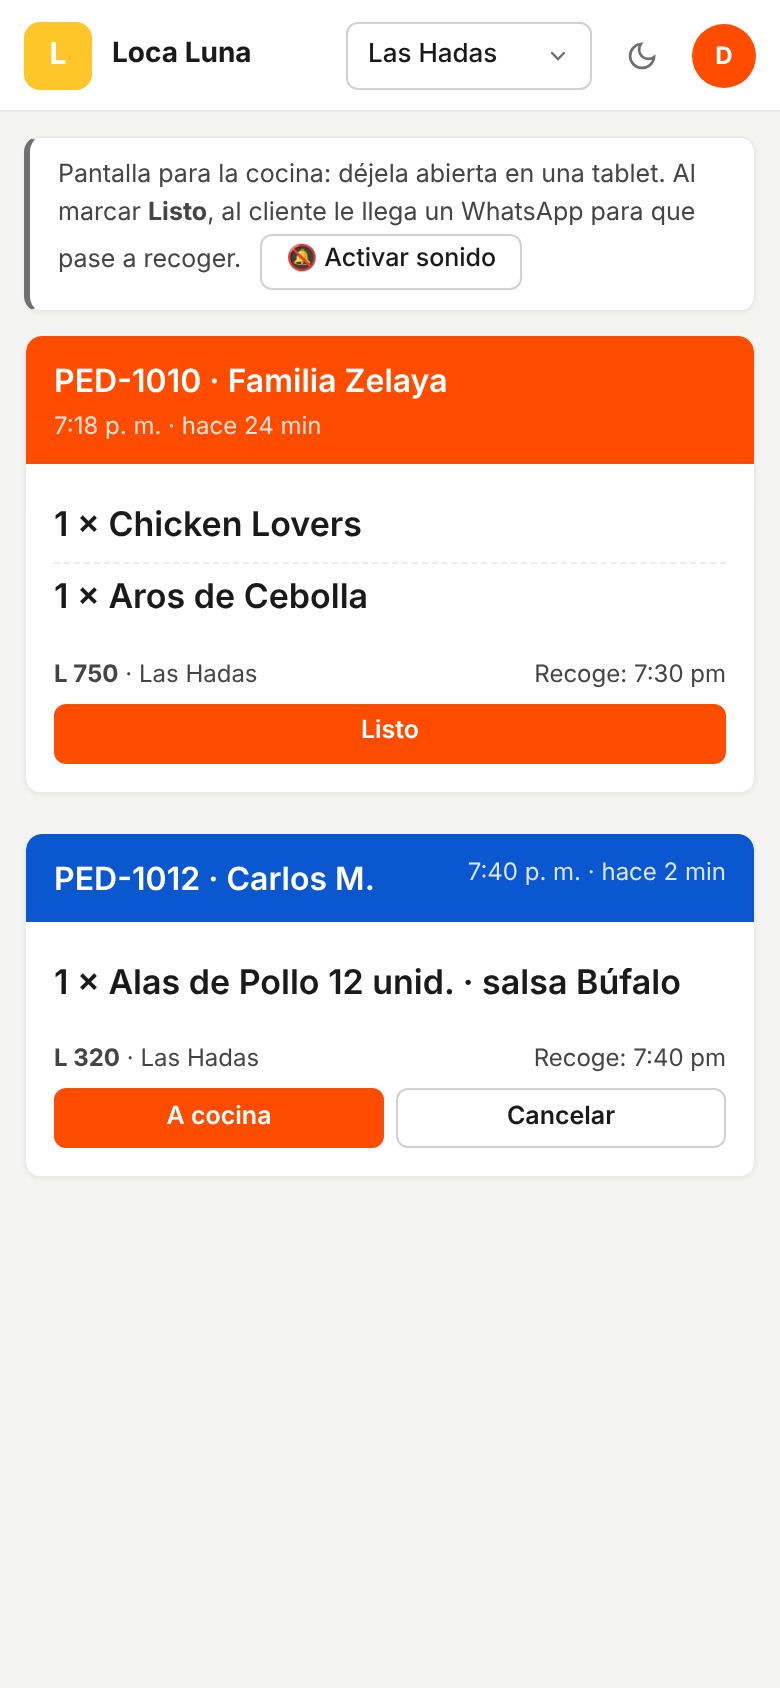 L Loca Luna Las Hadas D
Pantalla para la cocina: déjela abierta en una tablet. Al
marcar Listo, al cliente le llega un WhatsApp para que
pase a recoger. Activar sonido
PED-1010 · Familia Zelaya
7:18 p. m. · hace 24 min
1 × Chicken Lovers
1 × Aros de Cebolla
L 750 · Las Hadas Recoge: 7:30 pm
Listo
PED-1012 · Carlos M. 7:40 p. m. · hace 2 min
1 × Alas de Pollo 12 unid. · salsa Búfalo
L 320 · Las Hadas Recoge: 7:40 pm
A cocina Cancelar